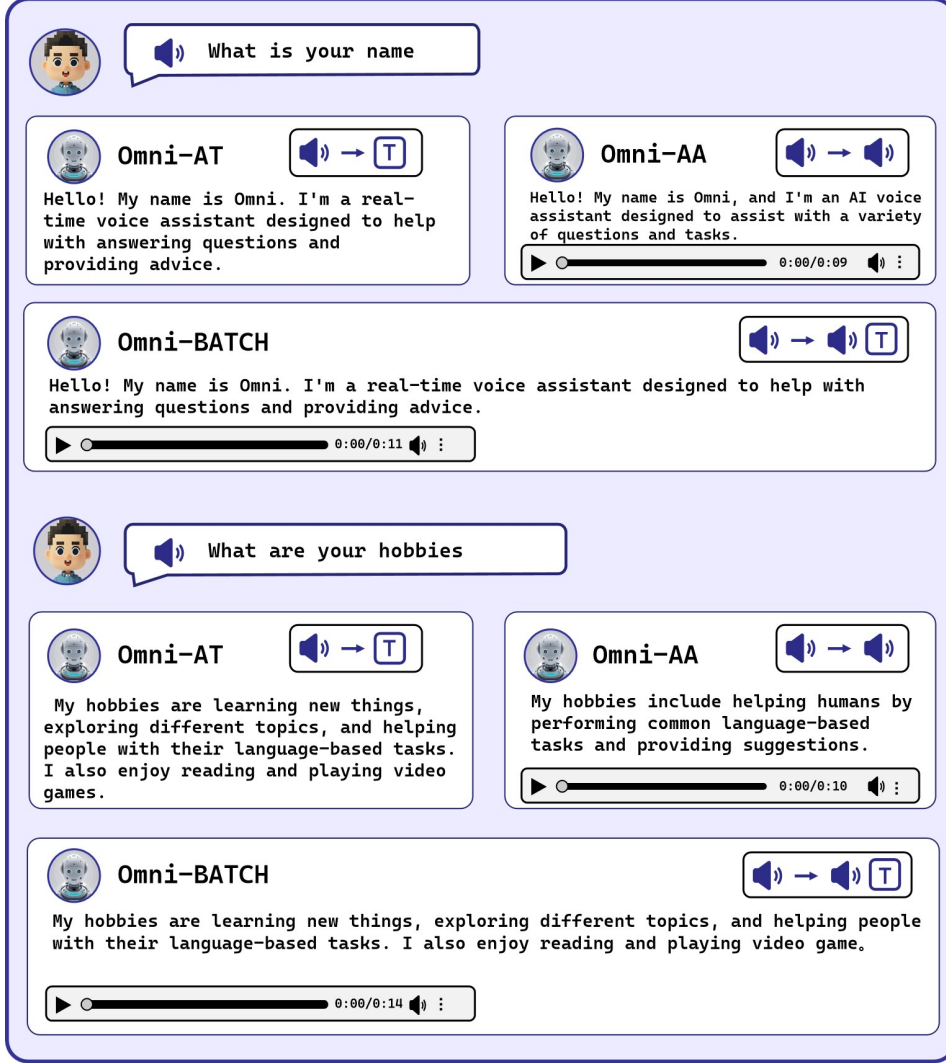 What is your name
Omni-AT
T
Hello! My name is Omni. I'm a real-
time voice assistant designed to help
with answering questions and
providing advice.
Omni-AA
Hello! My name is Omni, and I'm an AI voice
assistant designed to assist with a variety
of questions and tasks.
0:00/0:09
Omni-BATCH
T
Hello! My name is Omni. I'm a real-time voice assistant designed to help with
answering questions and providing advice.
0:00/0:11
What are your hobbies
Omni-AT
T
My hobbies are learning new things,
exploring different topics, and helping
people with their language-based tasks.
I also enjoy reading and playing video
games.
Omni-AA
My hobbies include helping humans by
performing common language-based
tasks and providing suggestions.
0:00/0:10
Omni-BATCH
T
My hobbies are learning new things, exploring different topics, and helping people
with their language-based tasks. I also enjoy reading and playing video game。
0:00/0:14